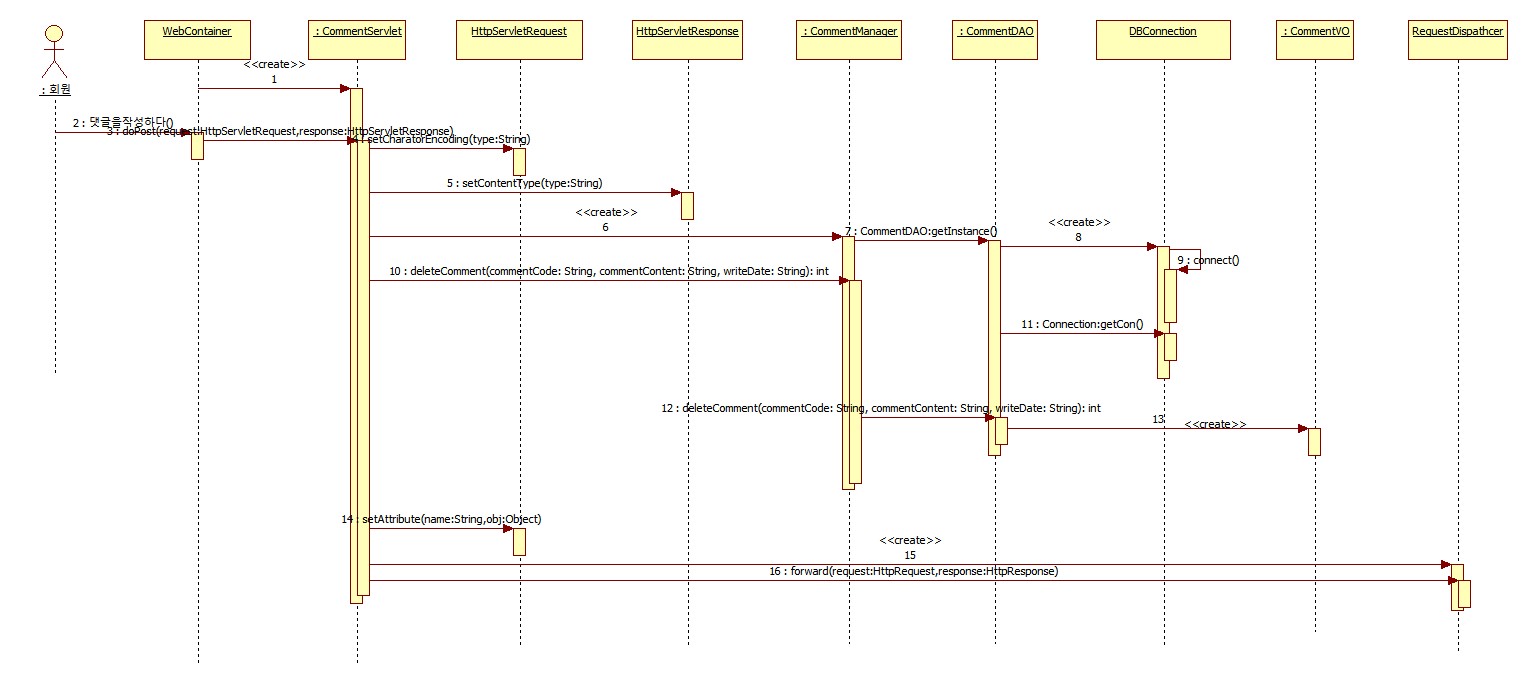 WebContainer
: CommentServlet
HttpServletRequest
HttpServletResponse
: CommentManager
: CommentDAO
DBConnection
: CommentVO
RequestDispathcer
: 회원
<<create>>
1
2 : 댓글을작성하다()
3 : doPost(request:HttpServletRequest,response:HttpServletResponse)
4 : setCharatorEncoding(type:String)
5 : setContentType(type:String)
<<create>>
6
7 : CommentDAO:getInstance()
<<create>>
8
9 : connect()
10 : deleteComment(commentCode: String, commentContent: String, writeDate: String): int
11 : Connection:getCon()
12 : deleteComment(commentCode: String, commentContent: String, writeDate: String): int
13
<<create>>
14 : setAttribute(name:String,obj:Object)
<<create>>
15
16 : forward(request:HttpRequest,response:HttpResponse)